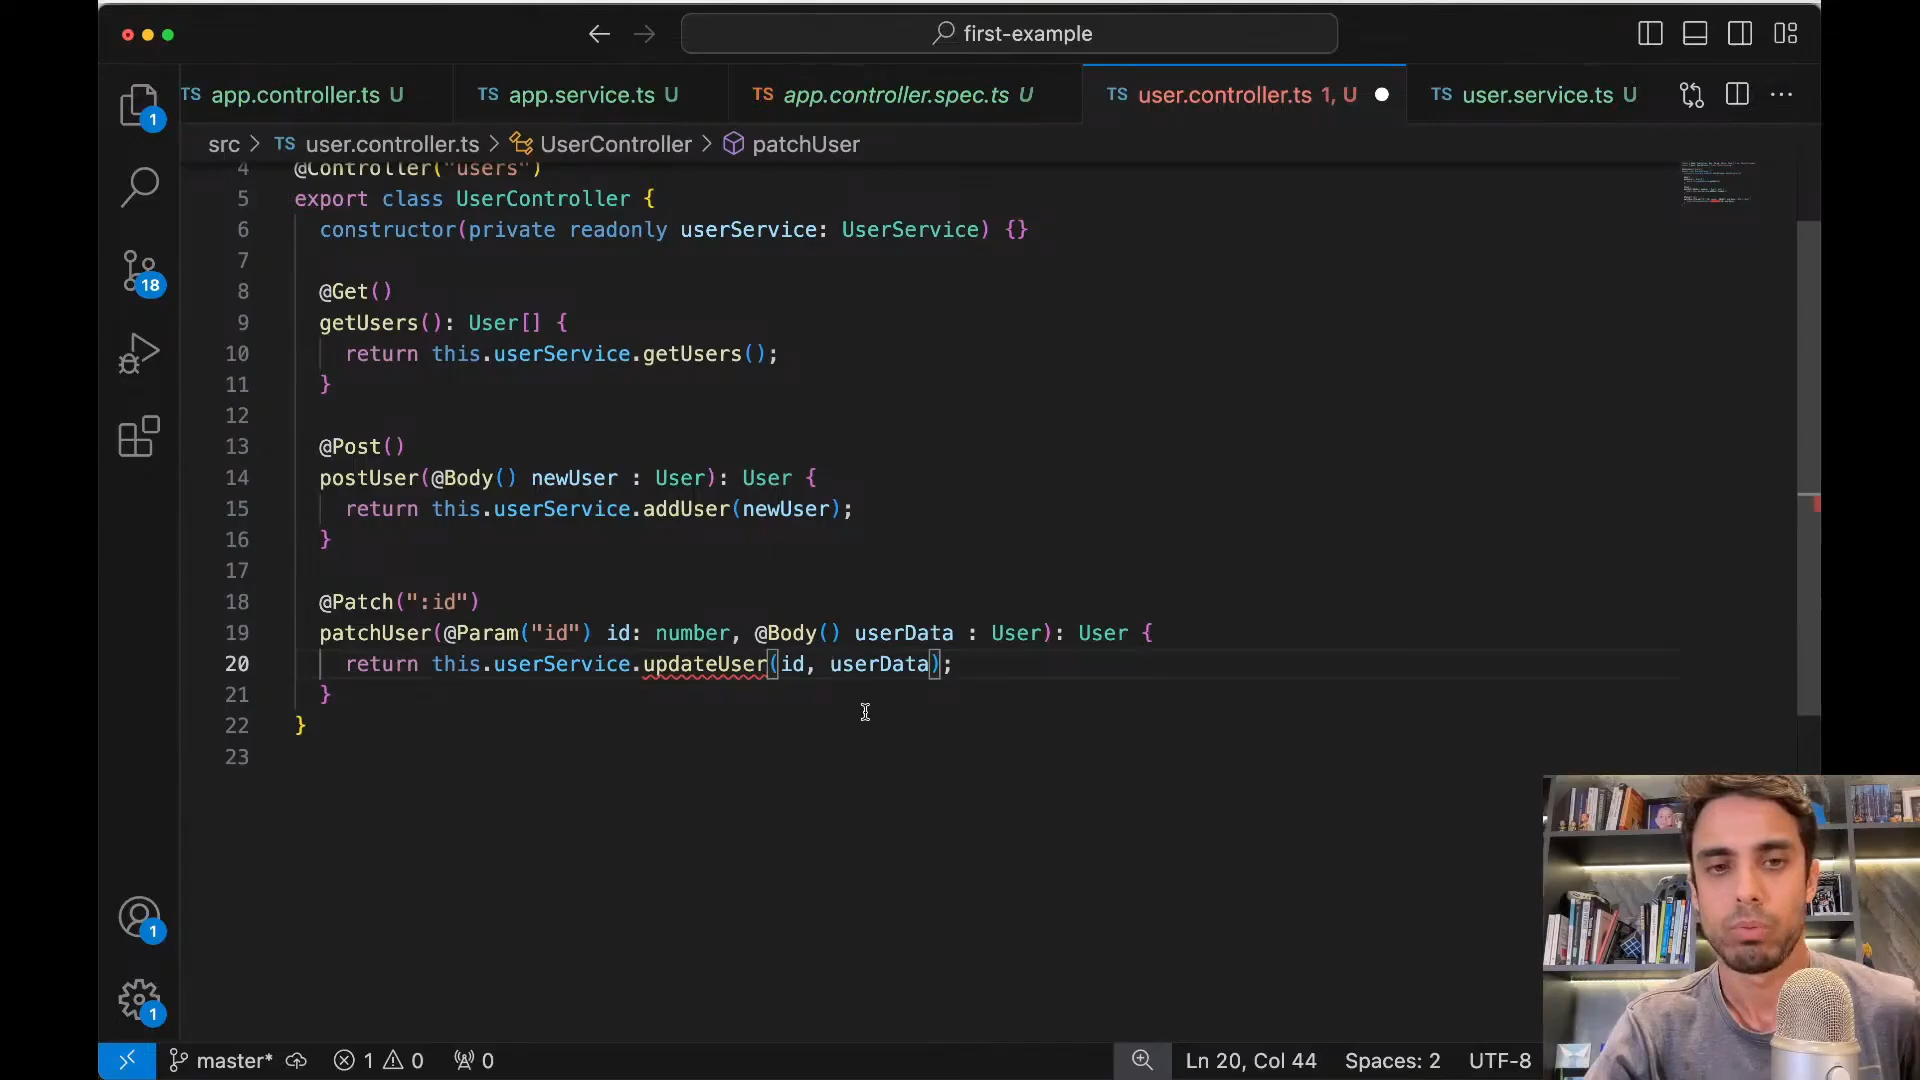 first-example
TS app.controller.ts U
TS app.service.ts U
TS app.controller.spec.ts U
TS user.controller.ts 1, U
TS user.service.ts U
src > TS user.controller.ts > UserController > patchUser
1
18
1
1
4 @Controller("users")
5 export class UserController {
6 constructor(private readonly userService: UserService) {}
7
8 @Get()
9 getUsers(): User[] {
10 return this.userService.getUsers();
11 }
12
13 @Post()
14 postUser(@Body() newUser : User): User {
15 return this.userService.addUser(newUser);
16 }
17
18 @Patch(":id")
19 patchUser(@Param("id") id: number, @Body() userData : User): User {
20 return this.userService.updateUser(id, userData);
21 }
22 }
23
master* 1 0 0 Ln 20, Col 44 Spaces: 2 UTF-8